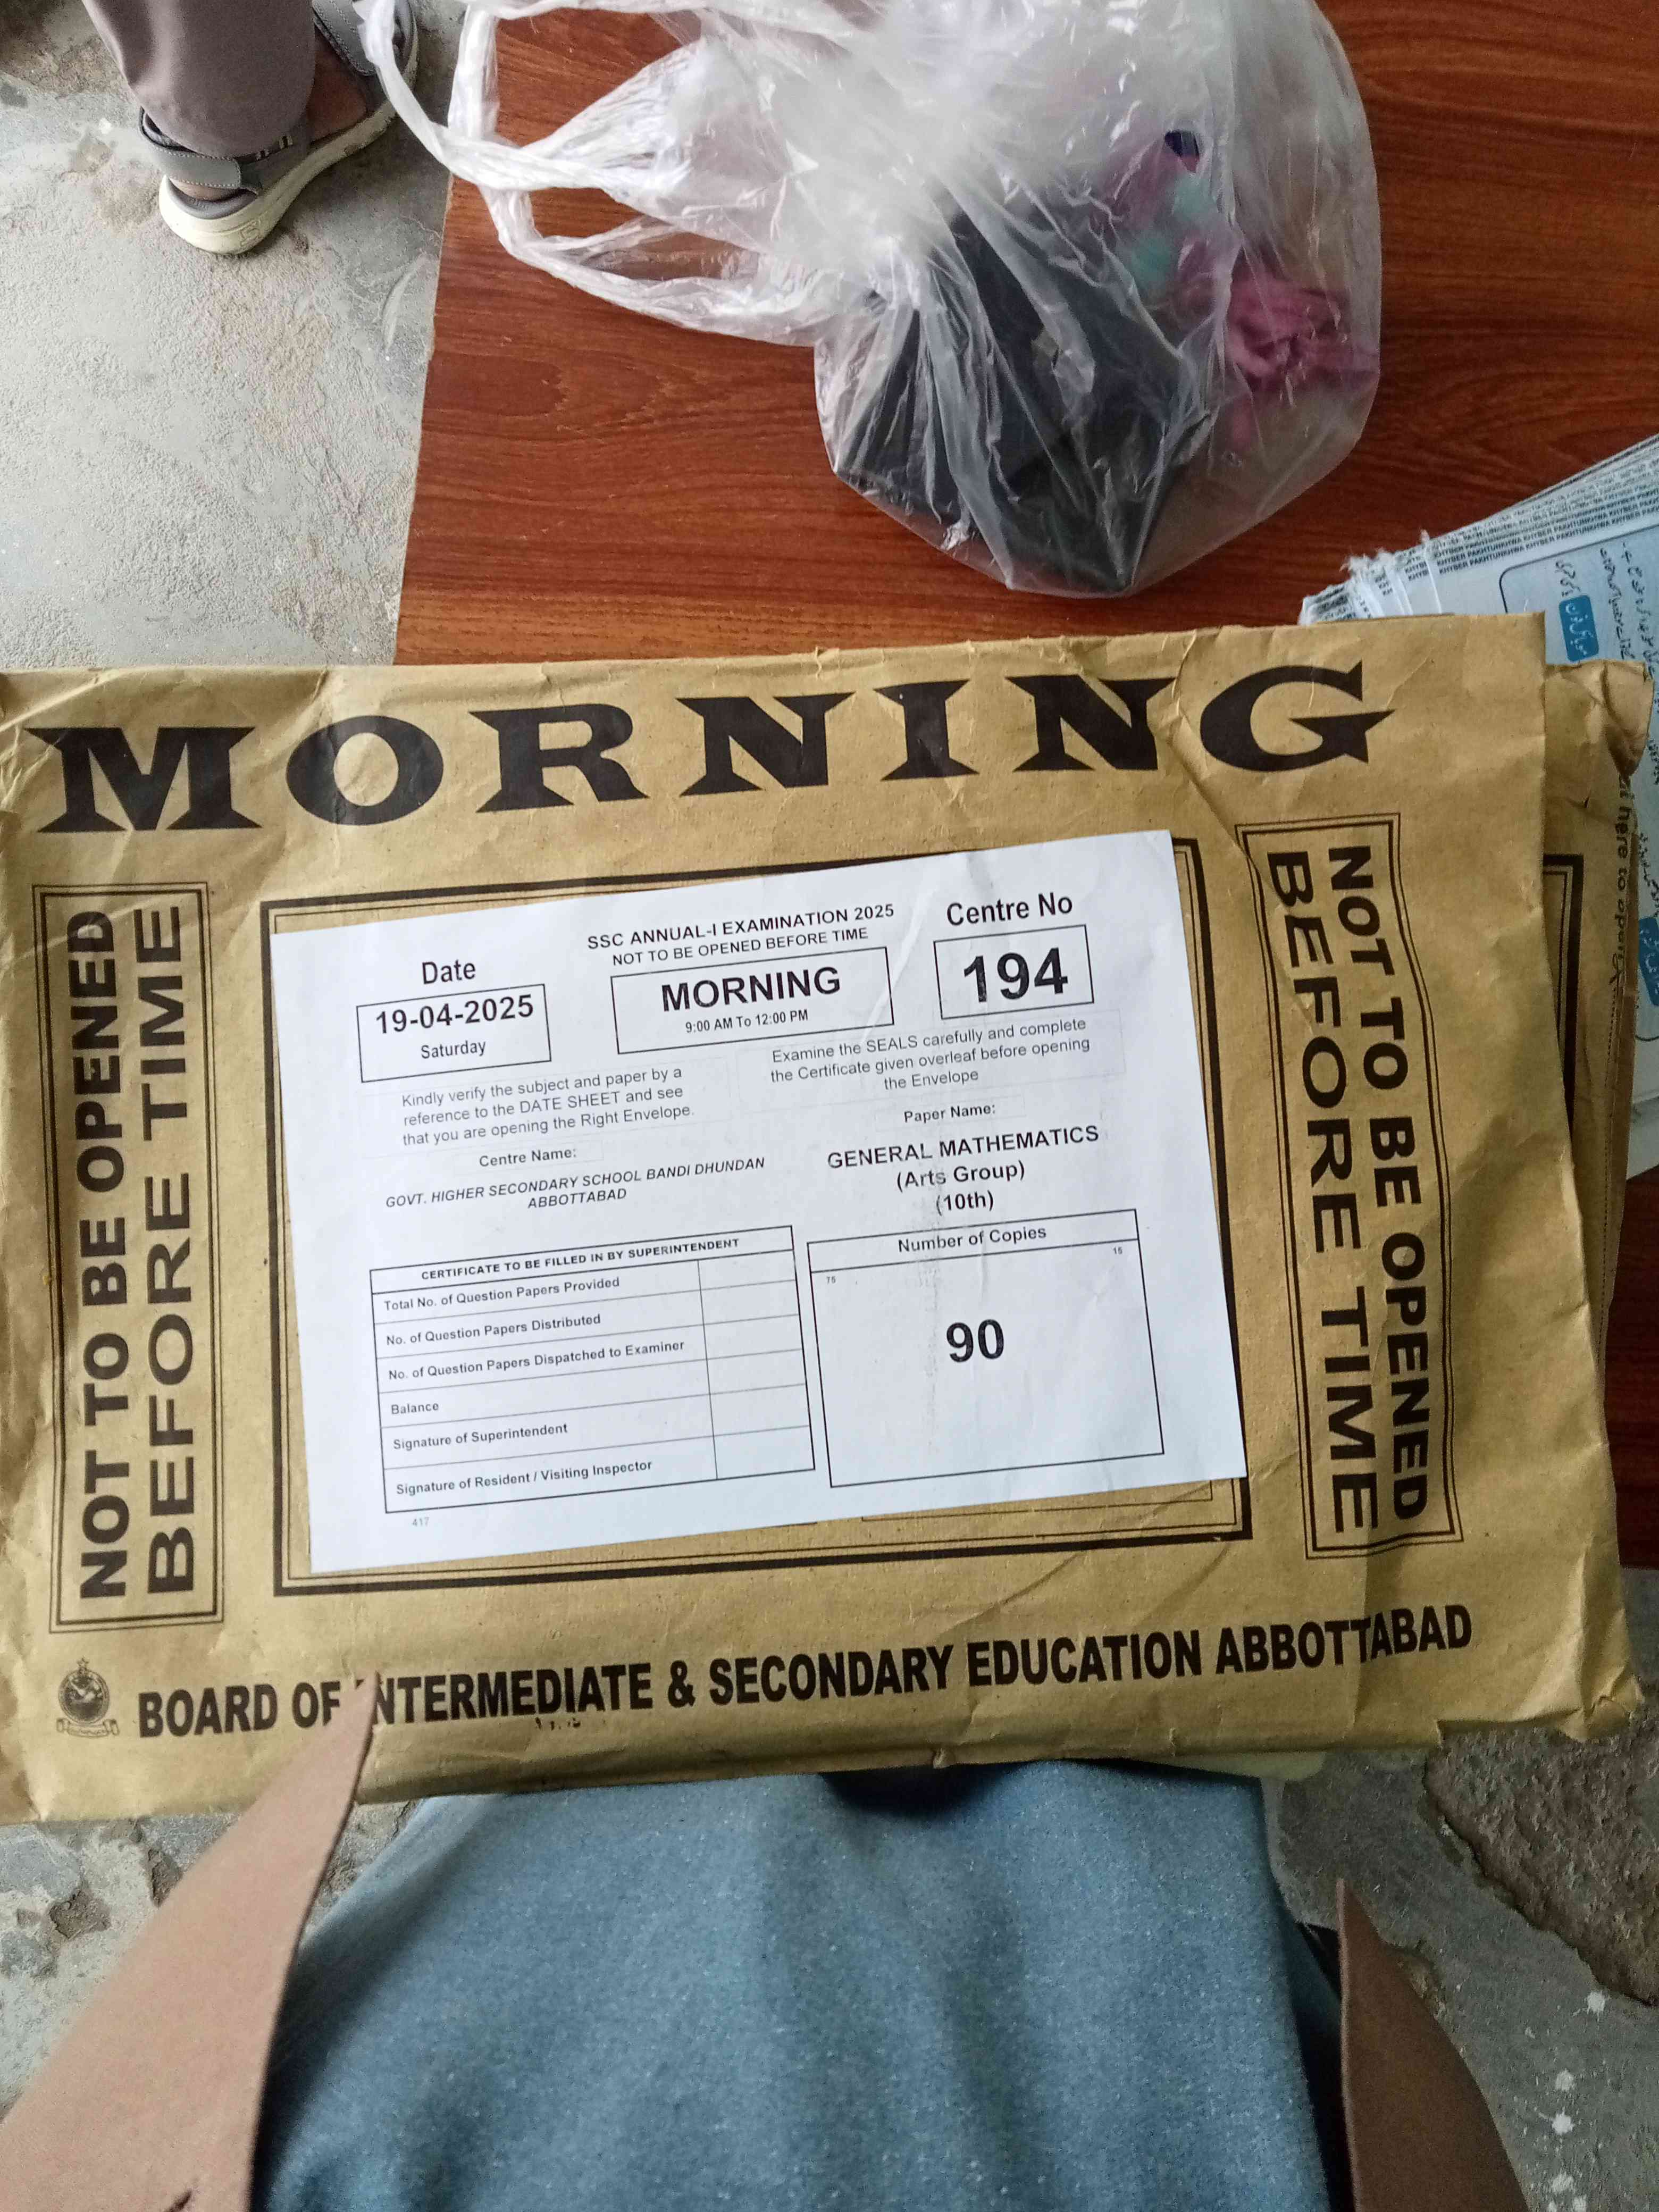 MORNING
NOT TO BE OPENED
BEFORE TIME
SSC ANNUAL-I EXAMINATION 2025
NOT TO BE OPENED BEFORE TIME
Date
19-04-2025
Saturday
MORNING
9:00 AM To 12:00 PM
Centre No
194
Kindly verify the subject and paper by a
reference to the DATE SHEET and see
that you are opening the Right Envelope.
Examine the SEALS carefully and complete
the Certificate given overleaf before opening
the Envelope
Centre Name:
GOVT. HIGHER SECONDARY SCHOOL BANDI DHUNDAN
ABBOTTABAD
Paper Name:
GENERAL MATHEMATICS
(Arts Group)
(10th)
CERTIFICATE TO BE FILLED IN BY SUPERINTENDENT
Total No. of Question Papers Provided
No. of Question Papers Distributed
No. of Question Papers Dispatched to Examiner
Balance
Signature of Superintendent
Signature of Resident / Visiting Inspector
417
Number of Copies
75
15
90
NOT TO BE OPENED
BEFORE TIME
BOARD OF INTERMEDIATE & SECONDARY EDUCATION ABBOTTABAD
here to open
KHYBER PAKHTUNKHWA KHYBER PAKHTUNKHWA